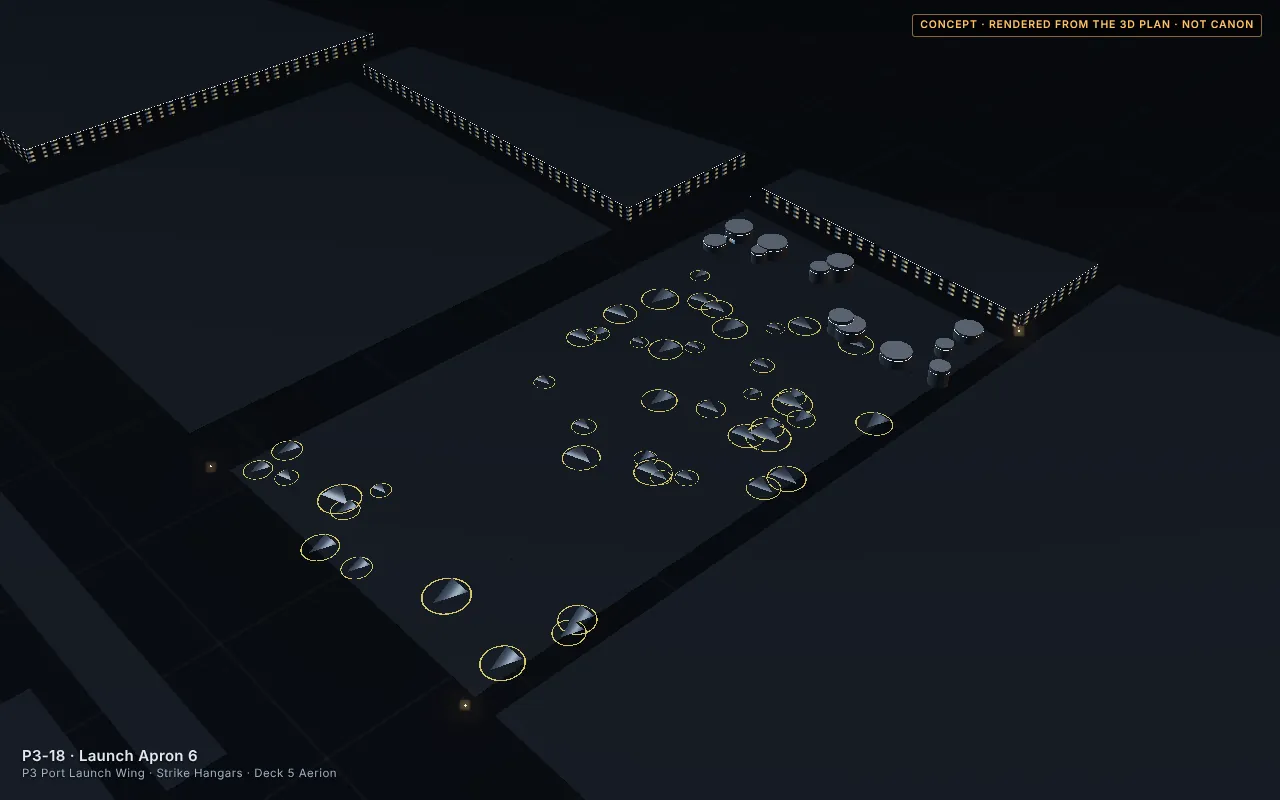 CONCEPT · RENDERED FROM THE 3D PLAN · NOT CANON
P3-18 · Launch Apron 6
P3 Port Launch Wing · Strike Hangars · Deck 5 Aerion